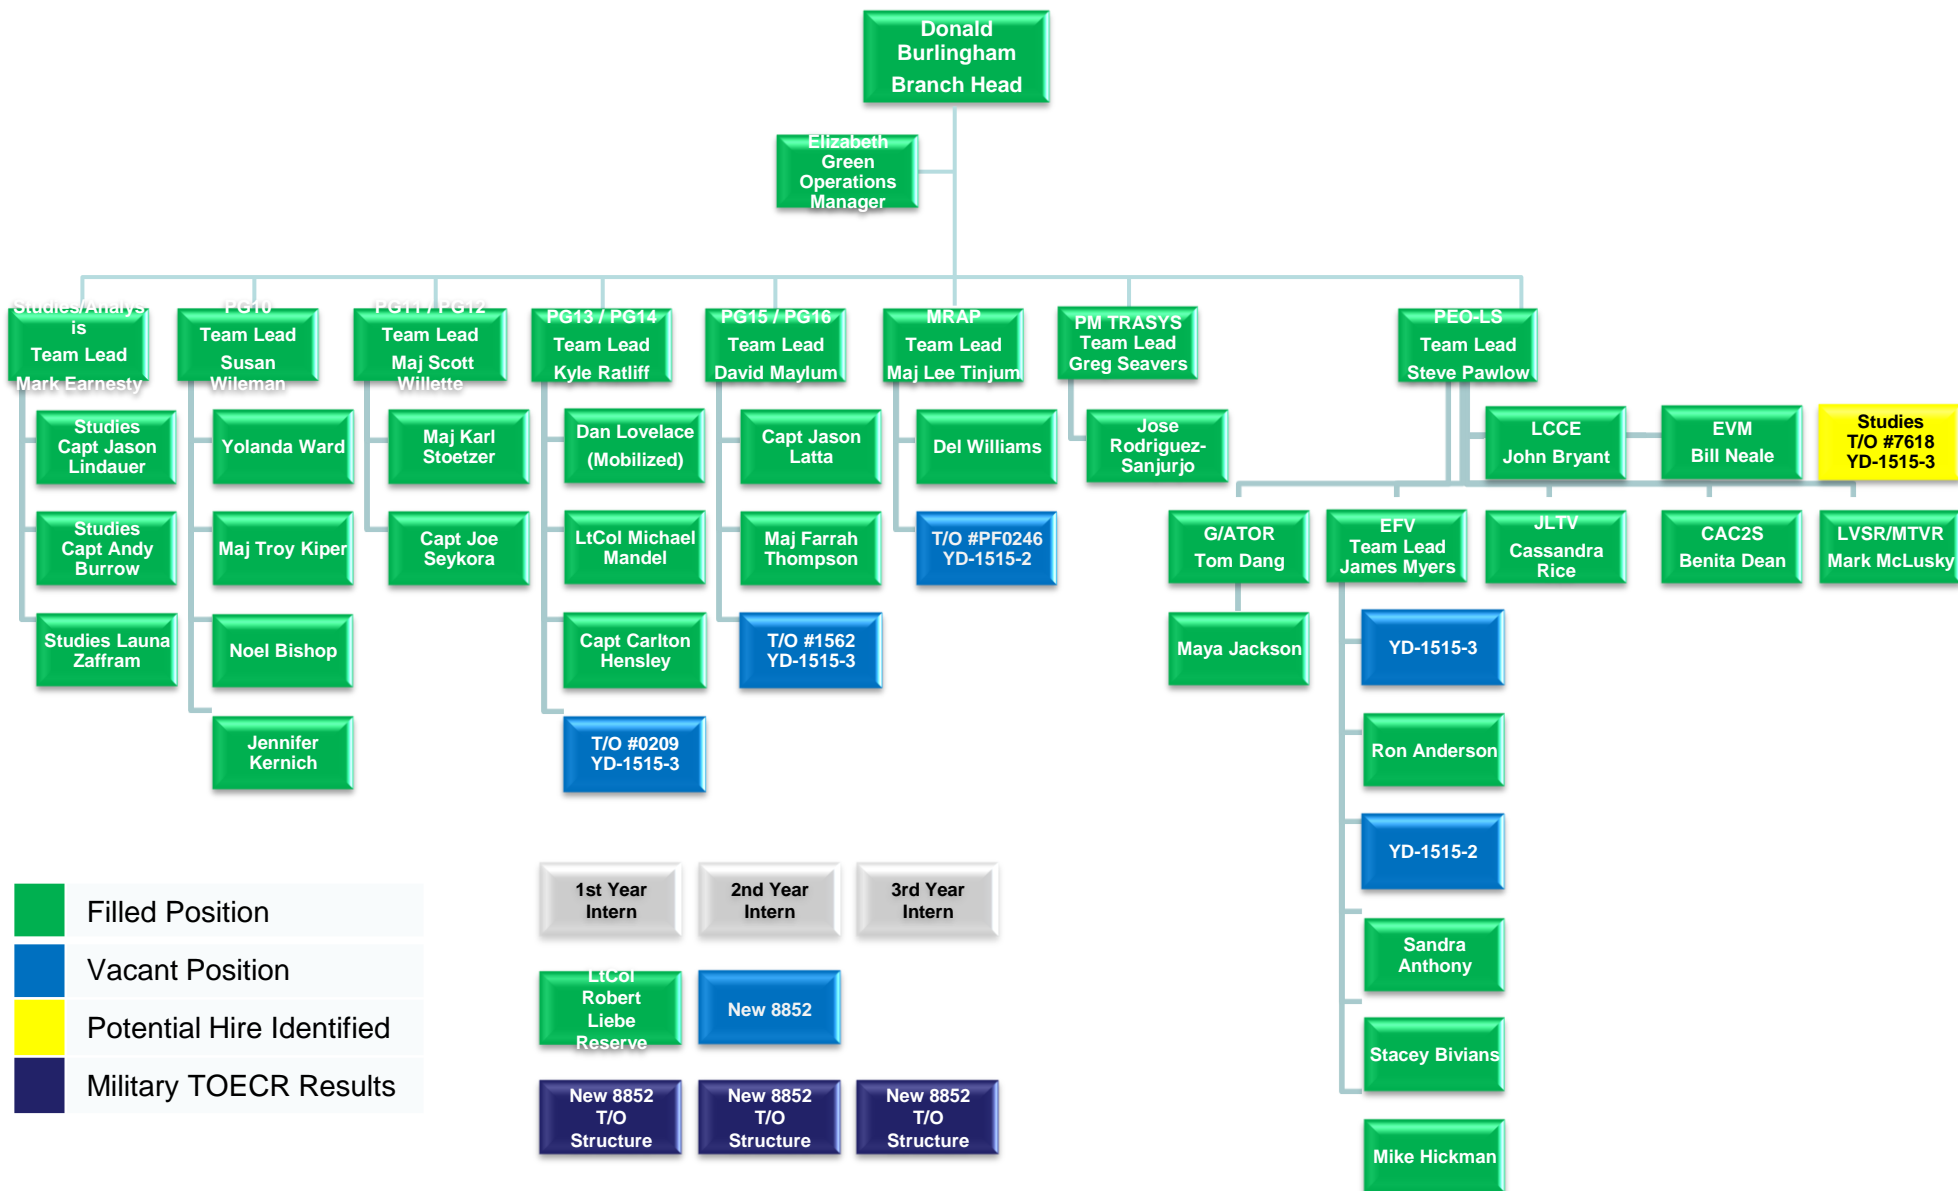 Donald
Burlingham
Branch Head
Elizabeth
Green
Operations
Manager
Studies/Analys
is
Team Lead
Mark Earnesty
PG10
Team Lead
Susan
Wileman
PG11 / PG12
Team Lead
Maj Scott
Willette
PG13 / PG14
Team Lead
Kyle Ratliff
PG15 / PG16
Team Lead
David Maylum
MRAP
Team Lead
Maj Lee Tinjum
PM TRASYS
Team Lead
Greg Seavers
PEO-LS
Team Lead
Steve Pawlow
Studies
Capt Jason
Lindauer
Yolanda Ward
Maj Karl
Stoetzer
Dan Lovelace
(Mobilized)
Capt Jason
Latta
Del Williams
Jose
Rodriguez-
Sanjurjo
LCCE
John Bryant
EVM
Bill Neale
Studies
T/O #7618
YD-1515-3
Studies
Capt Andy
Burrow
Maj Troy Kiper
Capt Joe
Seykora
LtCol Michael
Mandel
Maj Farrah
Thompson
T/O #PF0246
YD-1515-2
G/ATOR
Tom Dang
EFV
Team Lead
James Myers
JLTV
Cassandra
Rice
CAC2S
Benita Dean
LVSR/MTVR
Mark McLusky
Studies Launa
Zaffram
Noel Bishop
Capt Carlton
Hensley
T/O #1562
YD-1515-3
Maya Jackson
YD-1515-3
Jennifer
Kernich
T/O #0209
YD-1515-3
Ron Anderson
YD-1515-2
Sandra
Anthony
Stacey Bivians
Mike Hickman
Filled Position
Vacant Position
Potential Hire Identified
Military TOECR Results
1st Year
Intern
2nd Year
Intern
3rd Year
Intern
LtCol
Robert
Liebe
Reserve
New 8852
New 8852
T/O
Structure
New 8852
T/O
Structure
New 8852
T/O
Structure